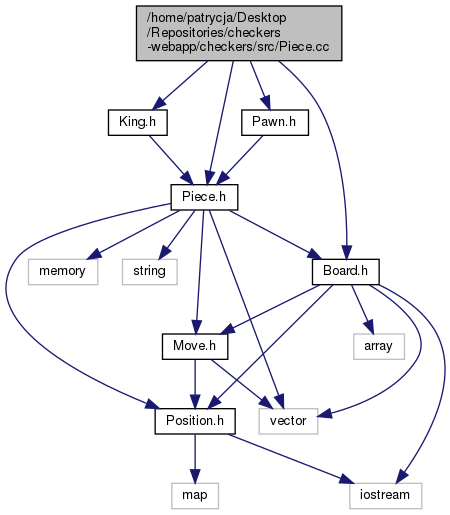 /home/patrycja/Desktop
/Repositories/checkers
-webapp/checkers/src/Piece.cc
King.h
Pawn.h
Piece.h
memory
string
Board.h
Move.h
array
Position.h
vector
map
iostream